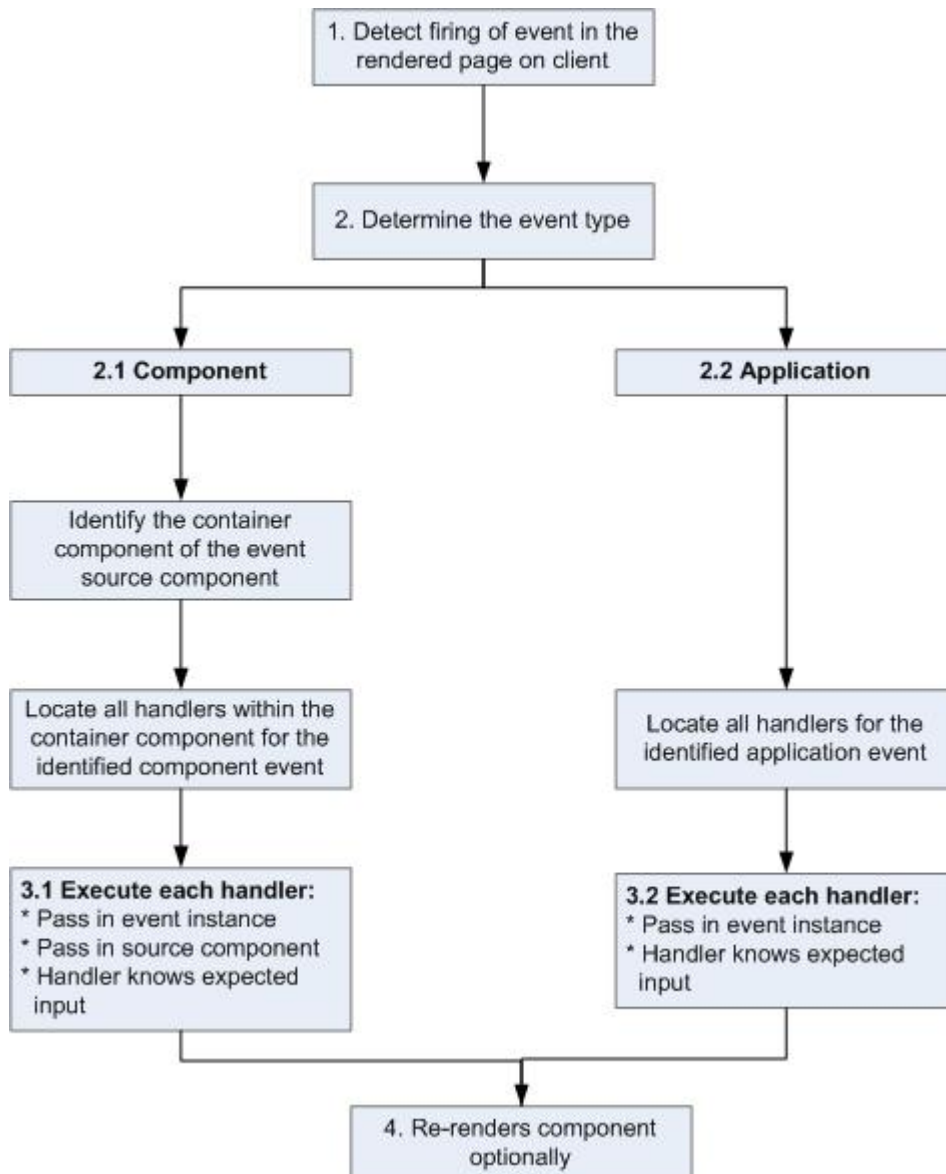 1. Detect firing of event in the
rendered page on client
2. Determine the event type
2.1 Component
2.2 Application
Identify the container
component of the event
source component
Locate all handlers within the
container component for the
identified component event
Locate all handlers for the
identified application event
3.1 Execute each handler:
* Pass in event instance
* Pass in source component
* Handler knows expected
input
3.2 Execute each handler:
* Pass in event instance
* Handler knows expected
input
4. Re-renders component
optionally